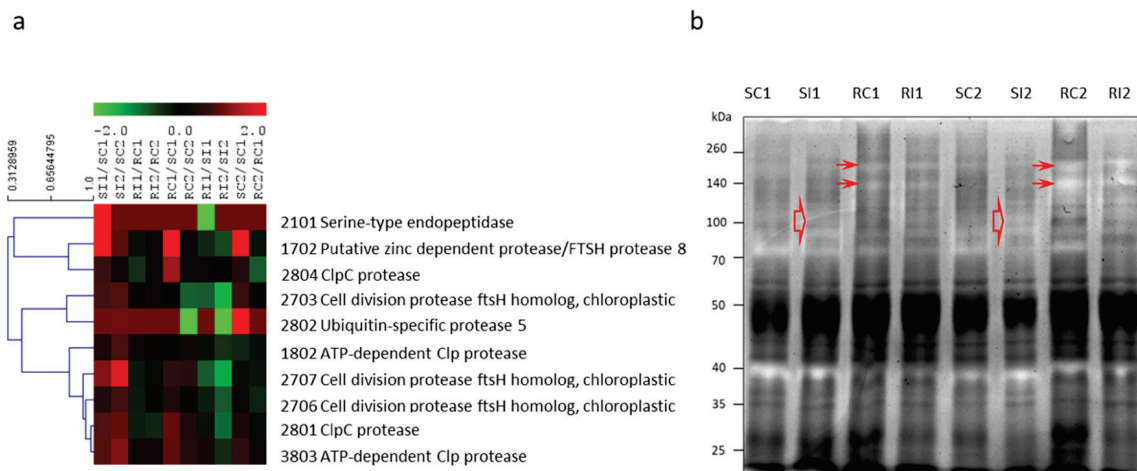 a
b
-2.0 0.0 2.0
0.3128959
0.65644795
1.0
SI1/SC1
SI2/SC2
RI1/RC1
RI2/RC2
RC1/SC1
RC2/SC2
RI1/SI1
RI2/SI2
SC2/SC1
RC2/RC1
2101 Serine-type endopeptidase
1702 Putative zinc dependent protease/FTSH protease 8
2804 ClpC protease
2703 Cell division protease ftsH homolog, chloroplastic
2802 Ubiquitin-specific protease 5
1802 ATP-dependent Clp protease
2707 Cell division protease ftsH homolog, chloroplastic
2706 Cell division protease ftsH homolog, chloroplastic
2801 ClpC protease
3803 ATP-dependent Clp protease
SC1 SI1 RC1 RI1 SC2 SI2 RC2 RI2
kDa
260
140
100
70
50
40
35
25